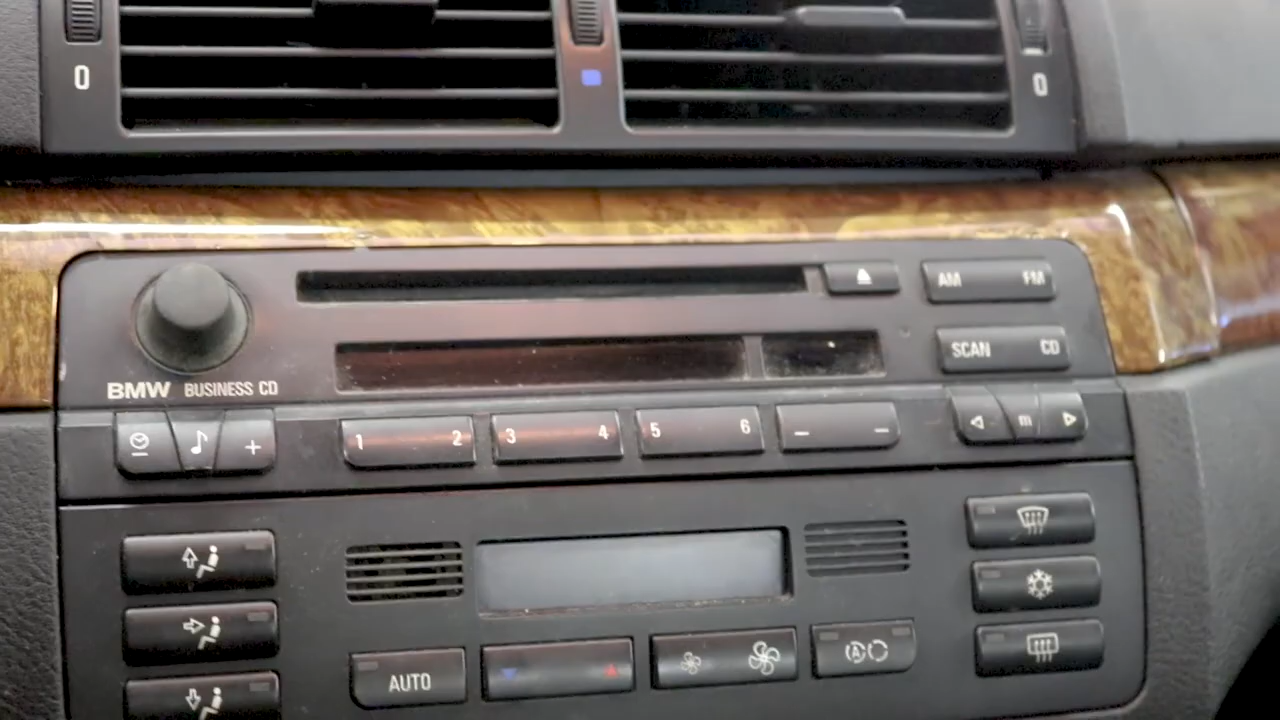 0 0
AM FM
SCAN CD
BMW BUSINESS CD
+ 1 2 3 4 5 6 – – m
AUTO A